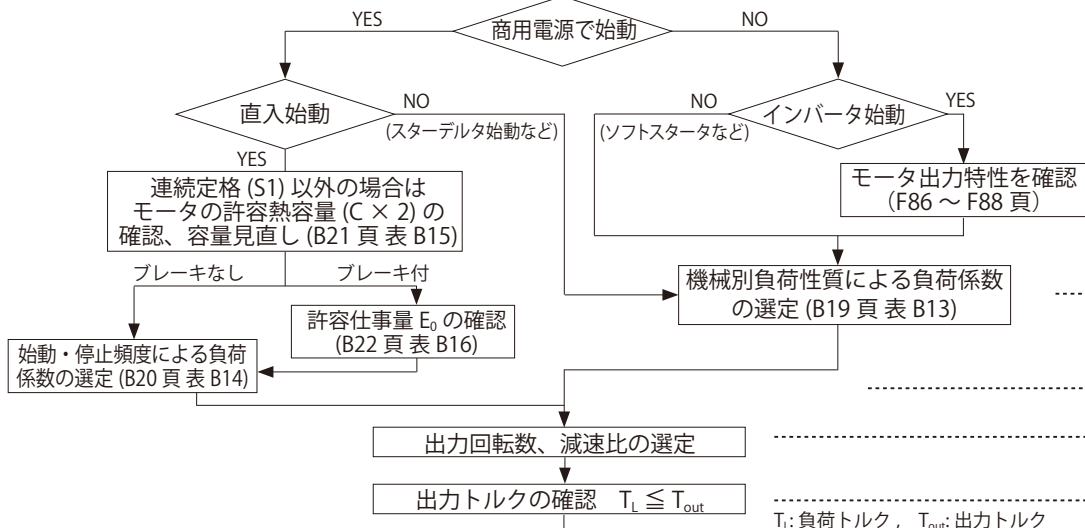 YES
商用電源で始動
NO
直入始動
NO
(スターデルタ始動など)
NO
(ソフトスタータなど)
インバータ始動
YES
YES
連続定格 (S1) 以外の場合は
モータの許容熱容量 (C × 2) の
確認、容量見直し (B21 頁 表 B15)
モータ出力特性を確認
(F86 ～ F88 頁)
ブレーキなし
ブレーキ付
機械別負荷性質による負荷係数
の選定 (B19 頁 表 B13)
許容仕事量 E₀ の確認
(B22 頁 表 B16)
始動・停止頻度による負荷
係数の選定 (B20 頁 表 B14)
出力回転数、減速比の選定
出力トルクの確認 T_L ≦ T_out
T_L: 負荷トルク , T_out: 出力トルク